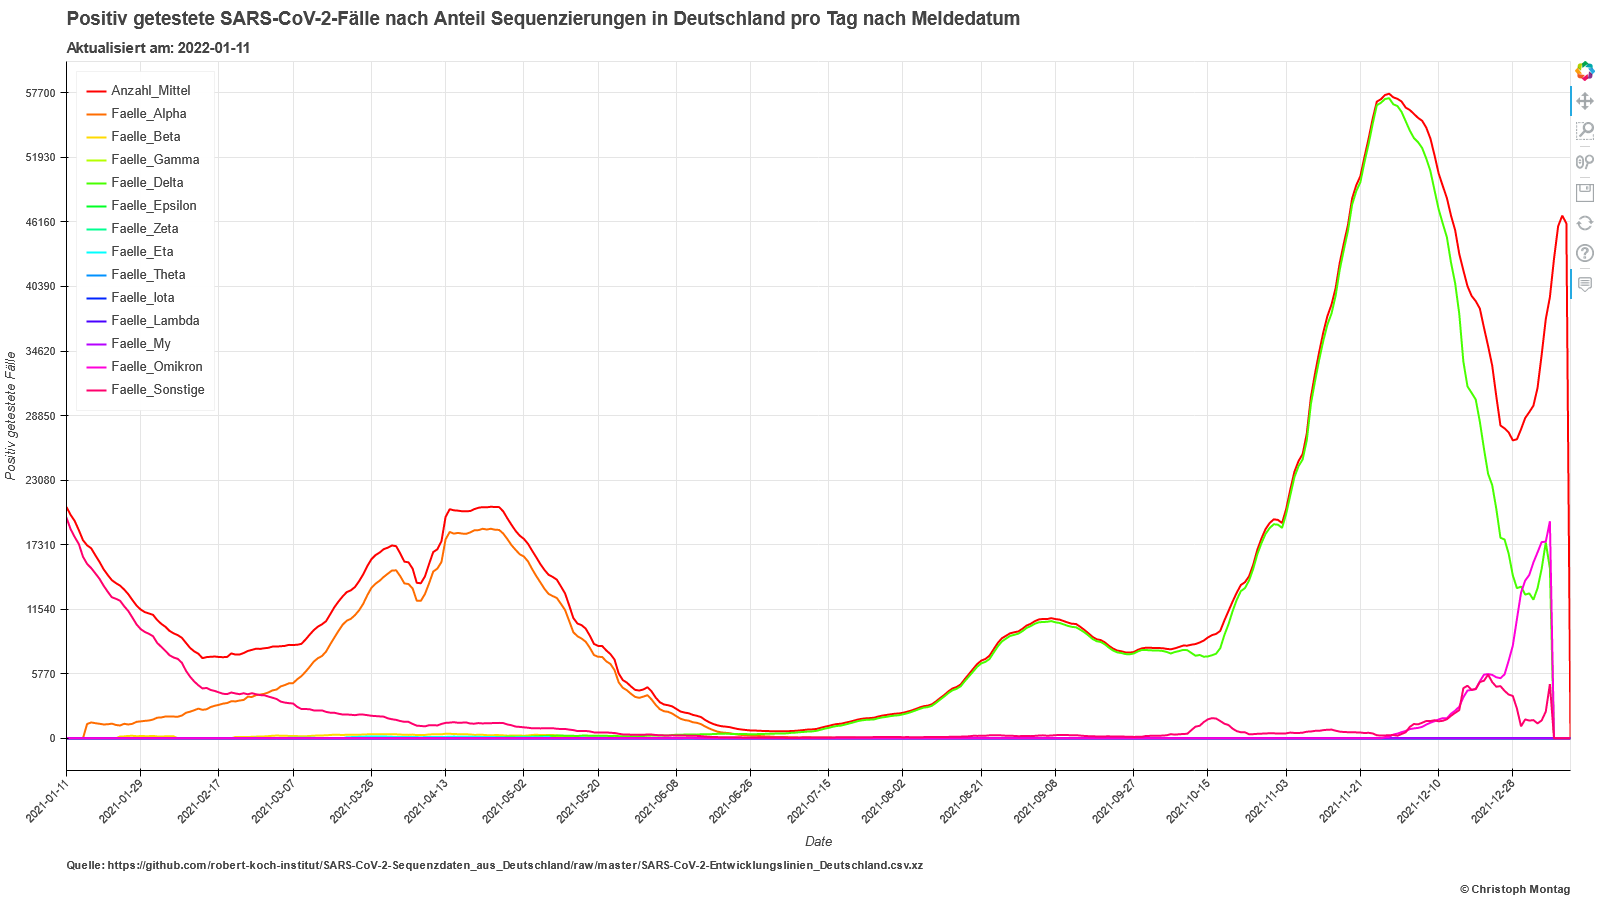 Positiv getestete SARS-CoV-2-Fälle nach Anteil Sequenzierungen in Deutschland pro Tag nach Meldedatum
Aktualisiert am: 2022-01-11
57700
51930
46160
40390
34620
28850
23080
17310
11540
5770
0
Positiv getestete Fälle
Anzahl_Mittel
Faelle_Alpha
Faelle_Beta
Faelle_Gamma
Faelle_Delta
Faelle_Epsilon
Faelle_Zeta
Faelle_Eta
Faelle_Theta
Faelle_Iota
Faelle_Lambda
Faelle_My
Faelle_Omikron
Faelle_Sonstige
2021-01-11
2021-01-29
2021-02-17
2021-03-07
2021-03-26
2021-04-13
2021-05-02
2021-05-20
2021-06-08
2021-06-26
2021-07-15
2021-08-02
2021-08-21
2021-09-08
2021-09-27
2021-10-15
2021-11-03
2021-11-21
2021-12-10
2021-12-28
Date
Quelle: https://github.com/robert-koch-institut/SARS-CoV-2-Sequenzdaten_aus_Deutschland/raw/master/SARS-CoV-2-Entwicklungslinien_Deutschland.csv.xz
© Christoph Montag